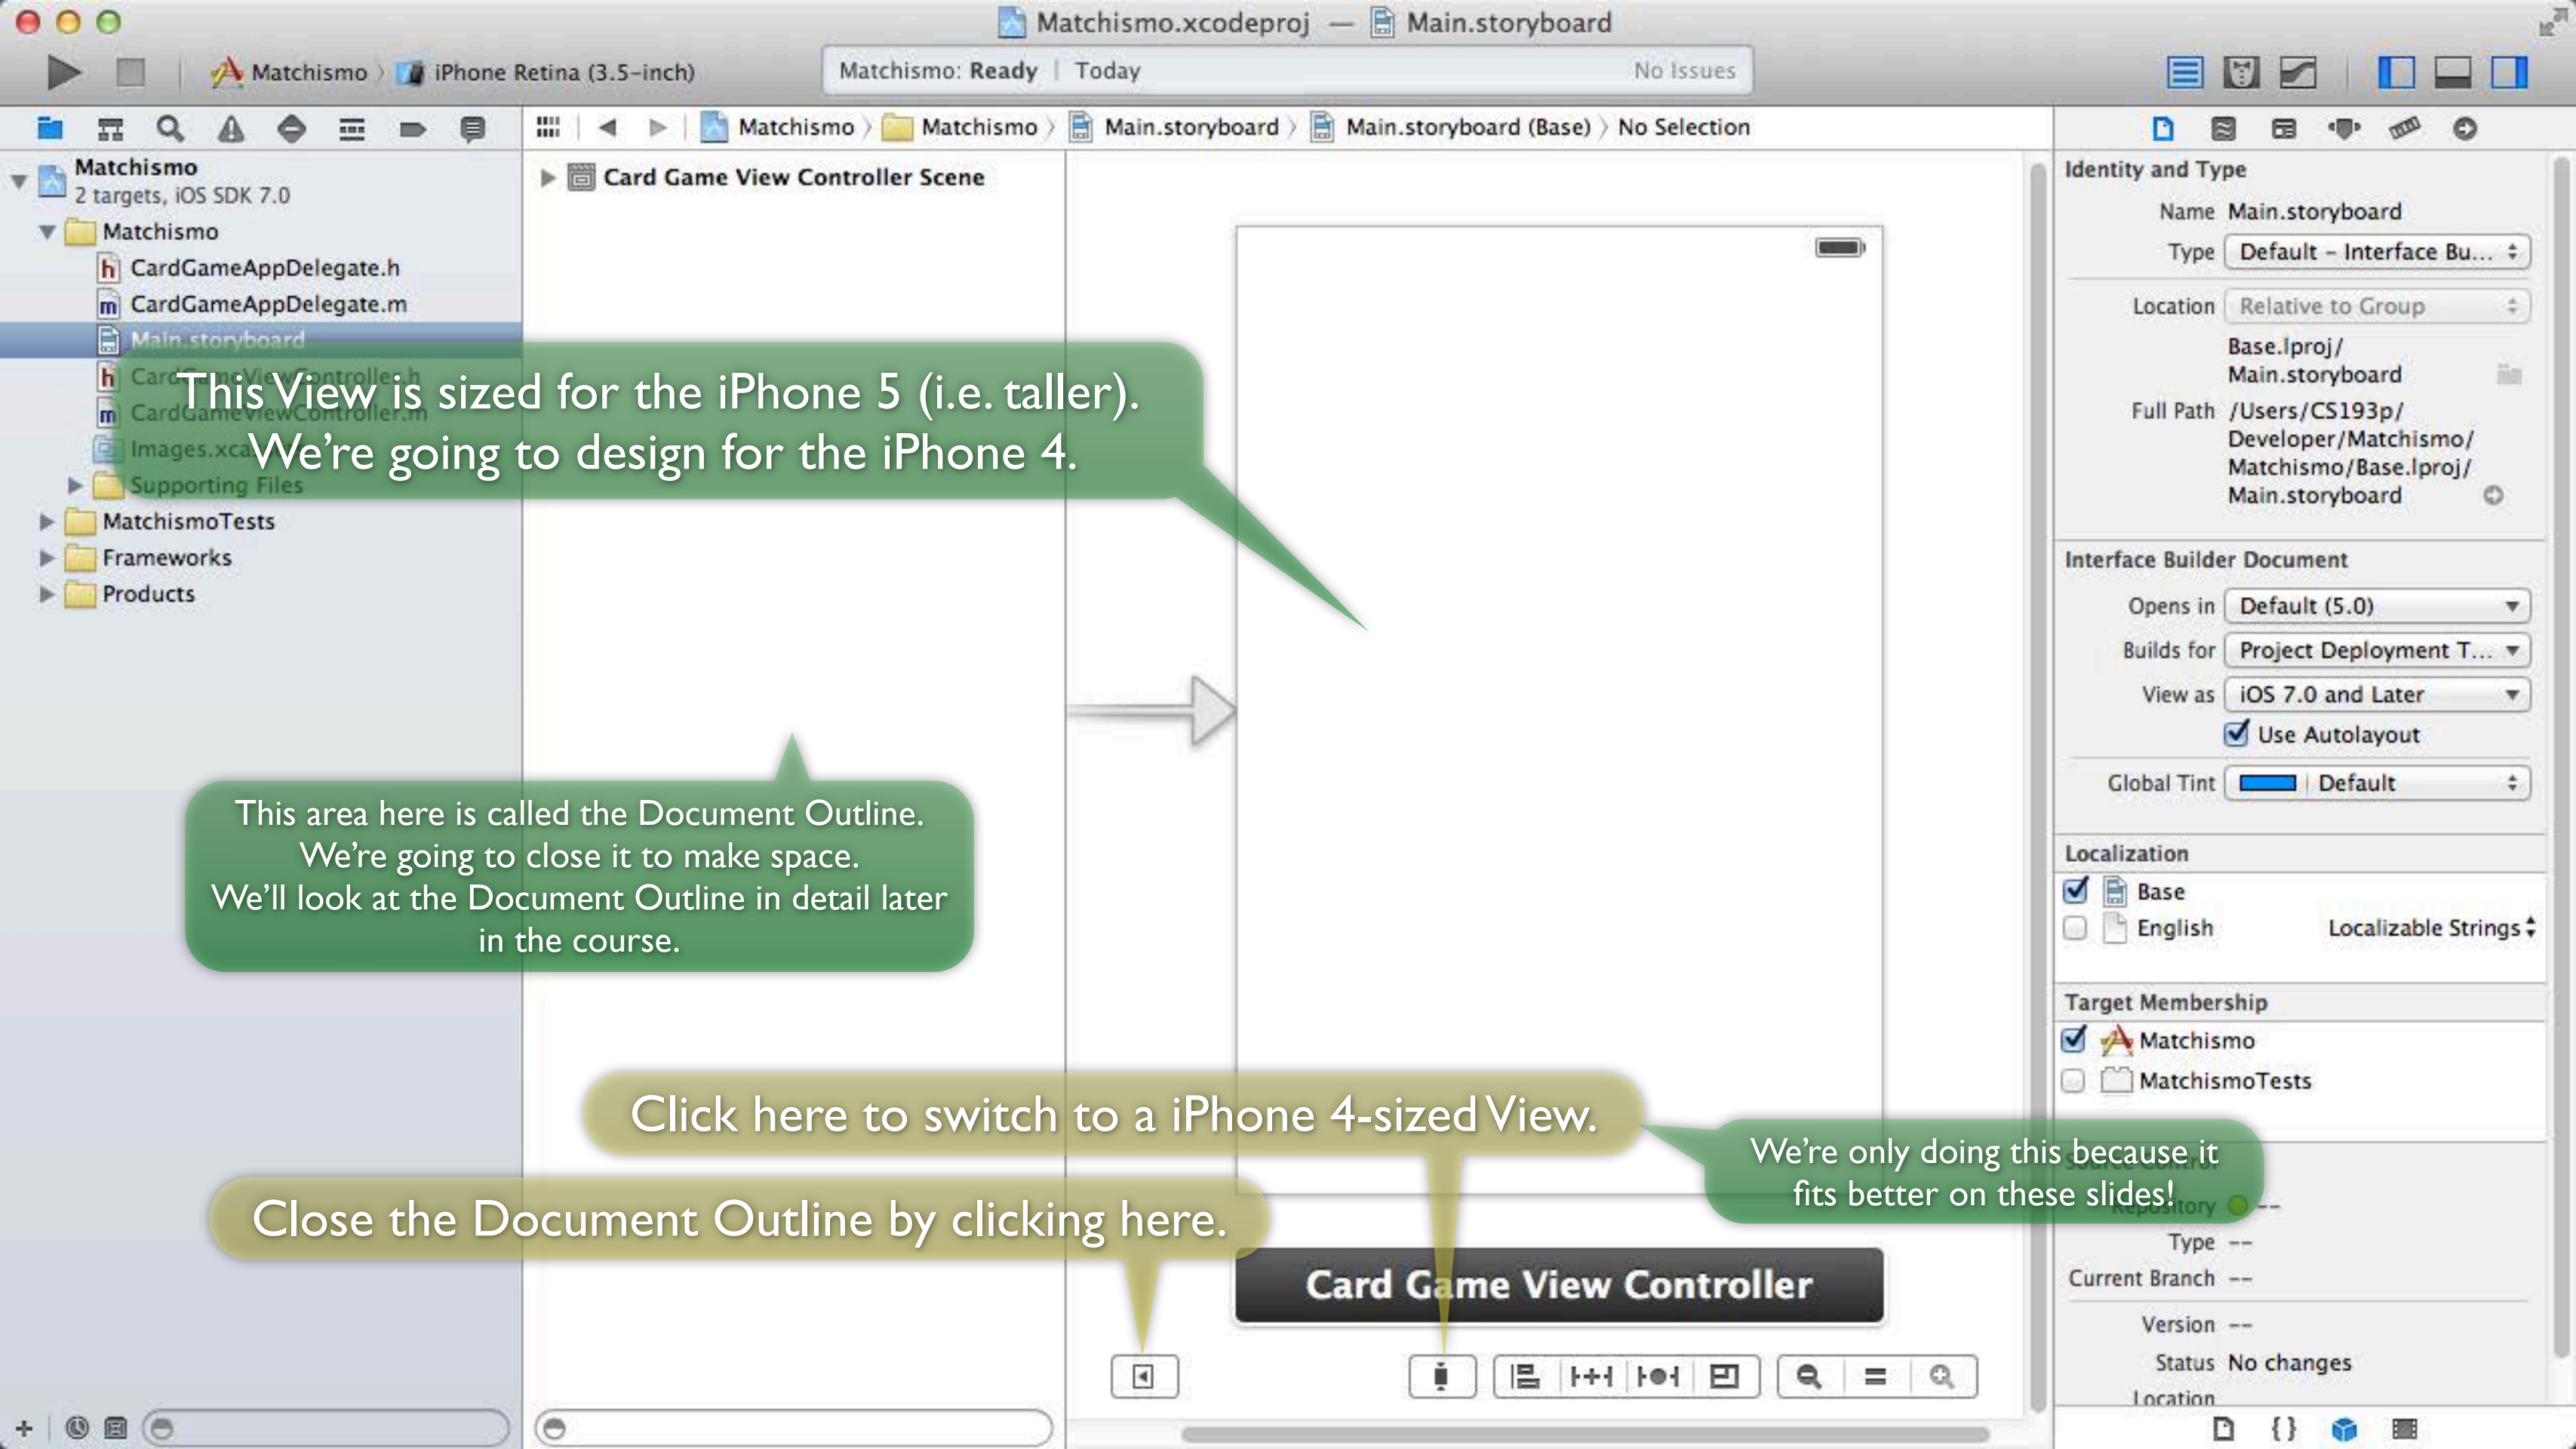 Matchismo.xcodeproj — Main.storyboard
Matchismo
iPhone Retina (3.5-inch)
Matchismo: Ready | Today
No Issues
Matchismo
Matchismo
Main.storyboard
Main.storyboard (Base)
No Selection
Matchismo
2 targets, iOS SDK 7.0
Matchismo
h CardGameAppDelegate.h
m CardGameAppDelegate.m
Main.storyboard
h CardGameViewController.h
m CardGameViewController.m
Supporting Files
MatchismoTests
Frameworks
Products
Card Game View Controller Scene
This View is sized for the iPhone 5 (i.e. taller).
We're going to design for the iPhone 4.
This area here is called the Document Outline.
We're going to close it to make space.
We'll look at the Document Outline in detail later
in the course.
Click here to switch to a iPhone 4-sized View.
We're only doing this because it
fits better on these slides!
Close the Document Outline by clicking here.
Card Game View Controller
Identity and Type
Name Main.storyboard
Type Default - Interface Bu...
Location Relative to Group
Base.lproj/
Main.storyboard
Full Path /Users/CS193p/
Developer/Matchismo/
Matchismo/Base.lproj/
Main.storyboard
Interface Builder Document
Opens in Default (5.0)
Builds for Project Deployment T...
View as iOS 7.0 and Later
Use Autolayout
Global Tint Default
Localization
Base
English Localizable Strings
Target Membership
Matchismo
MatchismoTests
Source Control
Repository --
Type --
Current Branch --
Version --
Status No changes
Location